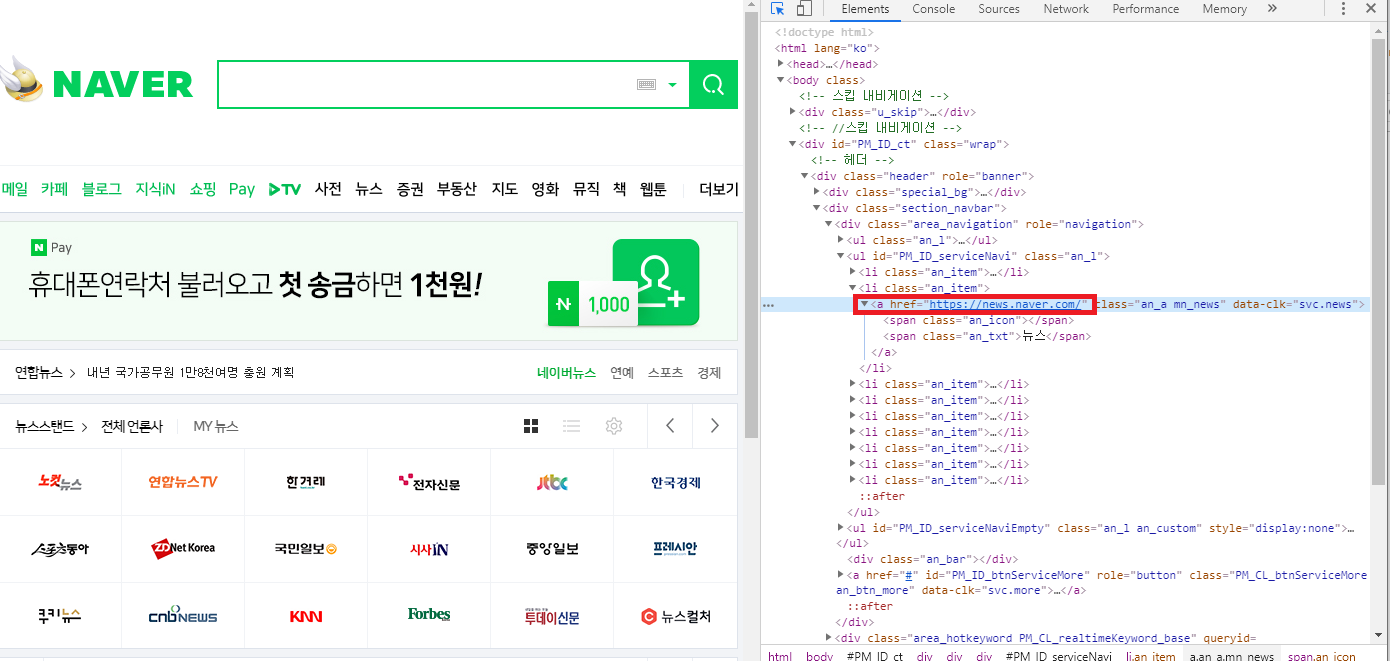 NAVER
메일 카페 블로그 지식iN 쇼핑 Pay TV 사전 뉴스 증권 부동산 지도 영화 뮤직 책 웹툰 더보기
N Pay
휴대폰연락처 불러오고 첫 송금하면 1천원!
N 1,000
연합뉴스 > 내년 국가공무원 1만8천여명 충원 계획 네이버뉴스 연예 스포츠 경제
뉴스스탠드 > 전체 언론사 MY 뉴스
노컷뉴스 연합뉴스TV 한겨레 전자신문 jtbc 한국경제
스포츠동아 ZDNet Korea 국민일보 시사IN 중앙일보 프레시안
쿠키뉴스 CNBNEWS KNN Forbes 투데이신문 뉴스컬처
Elements Console Sources Network Performance Memory »
<!doctype html>
<html lang="ko">
<head>…</head>
<body class>
<!-- 스킵 내비게이션 -->
<div class="u_skip">…</div>
<!-- //스킵 내비게이션 -->
<div id="PM_ID_ct" class="wrap">
<!-- 헤더 -->
<div class="header" role="banner">
<div class="special_bg">…</div>
<div class="section_navbar">
<div class="area_navigation" role="navigation">
<ul class="an_l">…</ul>
<ul id="PM_ID_serviceNavi" class="an_l">
<li class="an_item">…</li>
<li class="an_item">
<a href="https://news.naver.com/" class="an_a mn_news" data-clk="svc.news">
<span class="an_icon"></span>
<span class="an_txt">뉴스</span>
</a>
</li>
<li class="an_item">…</li>
<li class="an_item">…</li>
<li class="an_item">…</li>
<li class="an_item">…</li>
<li class="an_item">…</li>
<li class="an_item">…</li>
<li class="an_item">…</li>
::after
</ul>
<ul id="PM_ID_serviceNaviEmpty" class="an_l an_custom" style="display:none">…
</ul>
<div class="an_bar"></div>
<a href="#" id="PM_ID_btnServiceMore" role="button" class="PM_CL_btnServiceMore
an_btn_more" data-clk="svc.more">…</a>
::after
</div>
<div class="area_hotkeyword PM_CL_realtimeKeyword_base" queryid=
html body #PM_ID_ct div div div #PM_ID_serviceNavi li.an_item a.an_a.mn_news span.an_icon